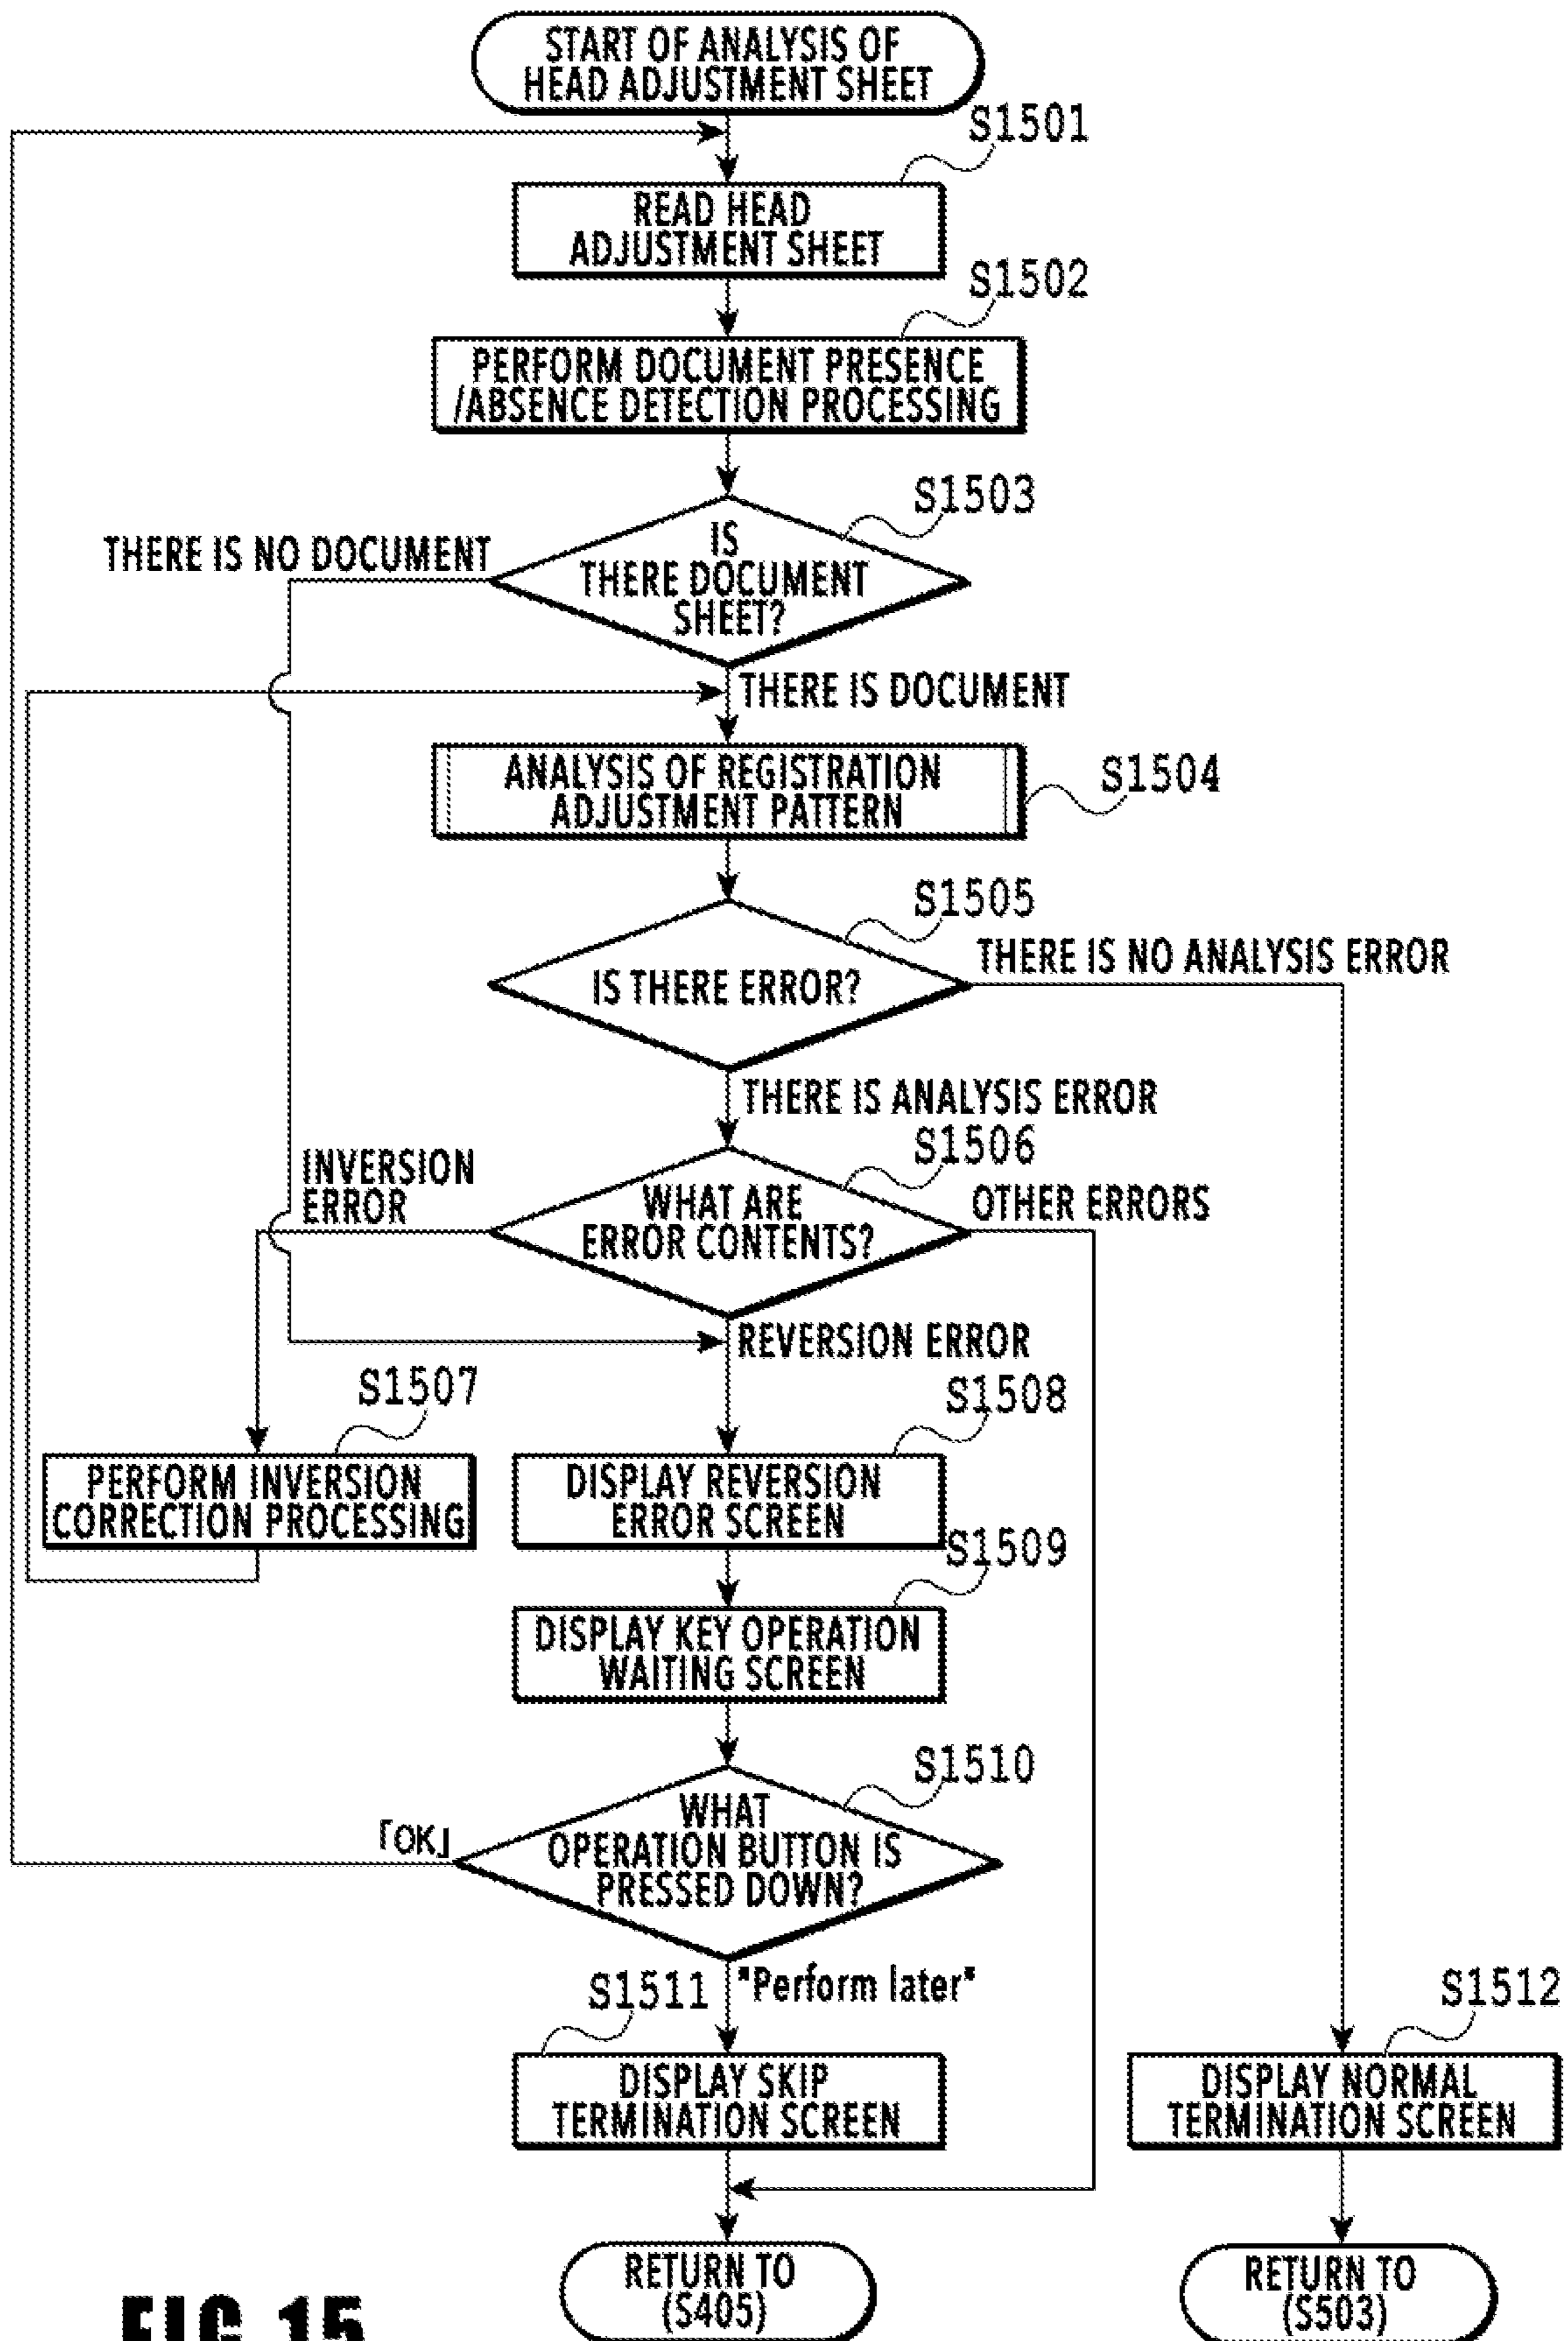 START OF ANALYSIS OF
HEAD ADJUSTMENT SHEET
S1501
READ HEAD
ADJUSTMENT SHEET
S1502
PERFORM DOCUMENT PRESENCE
/ABSENCE DETECTION PROCESSING
S1503
THERE IS NO DOCUMENT
IS
THERE DOCUMENT
SHEET?
THERE IS DOCUMENT
ANALYSIS OF REGISTRATION
ADJUSTMENT PATTERN
S1504
S1505
IS THERE ERROR?
THERE IS NO ANALYSIS ERROR
THERE IS ANALYSIS ERROR
S1506
INVERSION
ERROR
WHAT ARE
ERROR CONTENTS?
OTHER ERRORS
REVERSION ERROR
S1507
PERFORM INVERSION
CORRECTION PROCESSING
S1508
DISPLAY REVERSION
ERROR SCREEN
S1509
DISPLAY KEY OPERATION
WAITING SCREEN
S1510
「OK」
WHAT
OPERATION BUTTON IS
PRESSED DOWN?
"Perform later"
S1511
DISPLAY SKIP
TERMINATION SCREEN
S1512
DISPLAY NORMAL
TERMINATION SCREEN
RETURN TO
(S405)
RETURN TO
(S503)
FIG.15